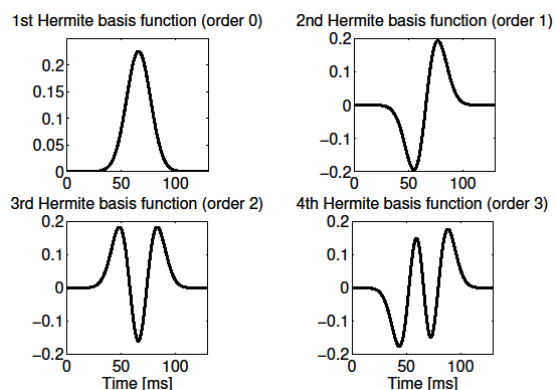 1st Hermite basis function (order 0)
0.2
0.15
0.1
0.05
0
0 50 100
2nd Hermite basis function (order 1)
0.2
0.1
0
−0.1
−0.2
0 50 100
3rd Hermite basis function (order 2)
0.2
0.1
0
−0.1
−0.2
0 50 100
Time [ms]
4th Hermite basis function (order 3)
0.2
0.1
0
−0.1
−0.2
0 50 100
Time [ms]